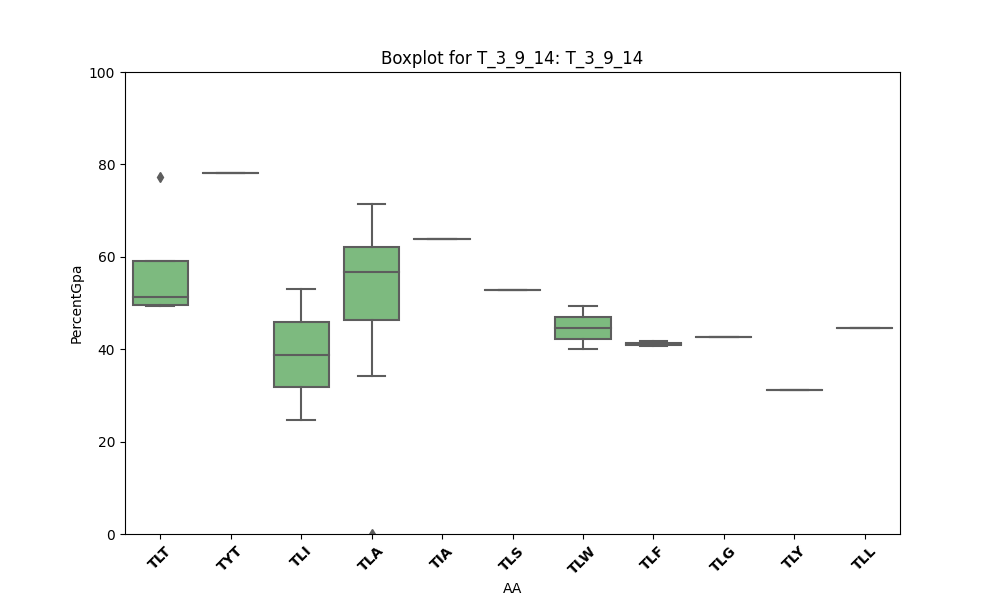 Boxplot for T_3_9_14: T_3_9_14
100
80
60
40
20
0
PercentGpa
TLT TYT TLI TLA TIA TLS TLW TLF TLG TLY TLL
AA